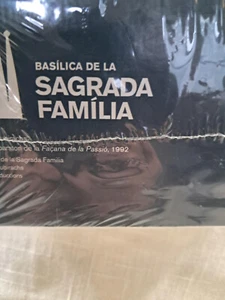 BASÍLICA DE LA
SAGRADA
FAMÍLIA
de la Façana de la Passió, 1992
de la Sagrada Família